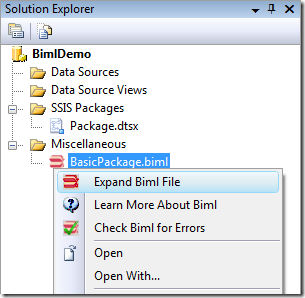 Solution Explorer
BimlDemo
Data Sources
Data Source Views
SSIS Packages
Package.dtsx
Miscellaneous
BasicPackage.biml
Expand Biml File
Learn More About Biml
Check Biml for Errors
Open
Open With...